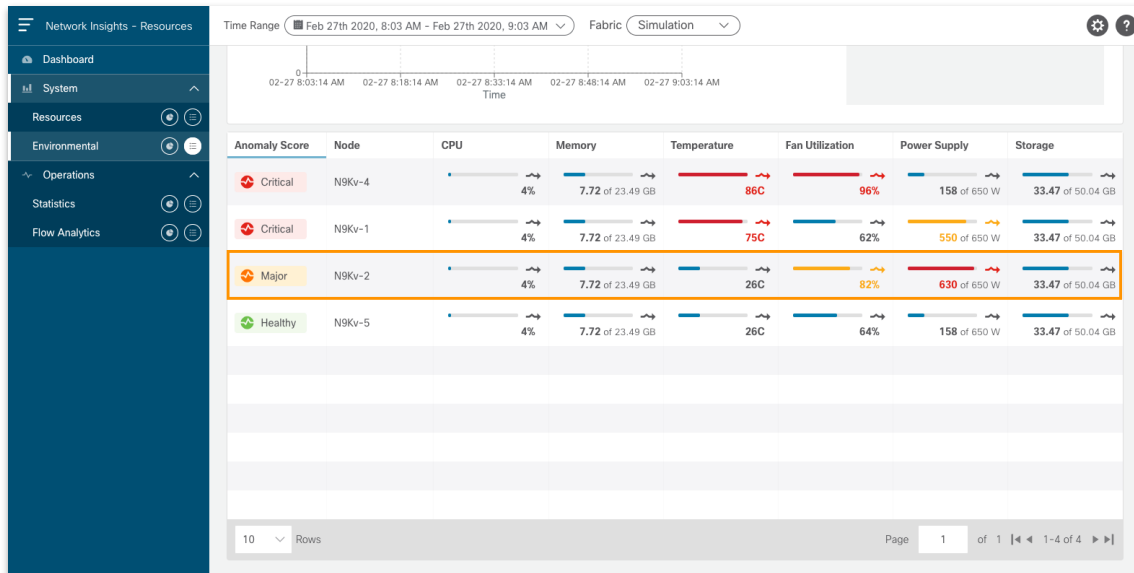 Network Insights - Resources
Time Range Feb 27th 2020, 8:03 AM - Feb 27th 2020, 9:03 AM Fabric Simulation ?
Dashboard
System
Resources
Environmental
Operations
Statistics
Flow Analytics
0
02-27 8:03:14 AM 02-27 8:18:14 AM 02-27 8:33:14 AM 02-27 8:48:14 AM 02-27 9:03:14 AM
Time
Anomaly Score Node CPU Memory Temperature Fan Utilization Power Supply Storage
Critical N9Kv-4 4% 7.72 of 23.49 GB 86C 96% 158 of 650 W 33.47 of 50.04 GB
Critical N9Kv-1 4% 7.72 of 23.49 GB 75C 62% 550 of 650 W 33.47 of 50.04 GB
Major N9Kv-2 4% 7.72 of 23.49 GB 26C 82% 630 of 650 W 33.47 of 50.04 GB
Healthy N9Kv-5 4% 7.72 of 23.49 GB 26C 64% 158 of 650 W 33.47 of 50.04 GB
10 Rows Page 1 of 1 1-4 of 4